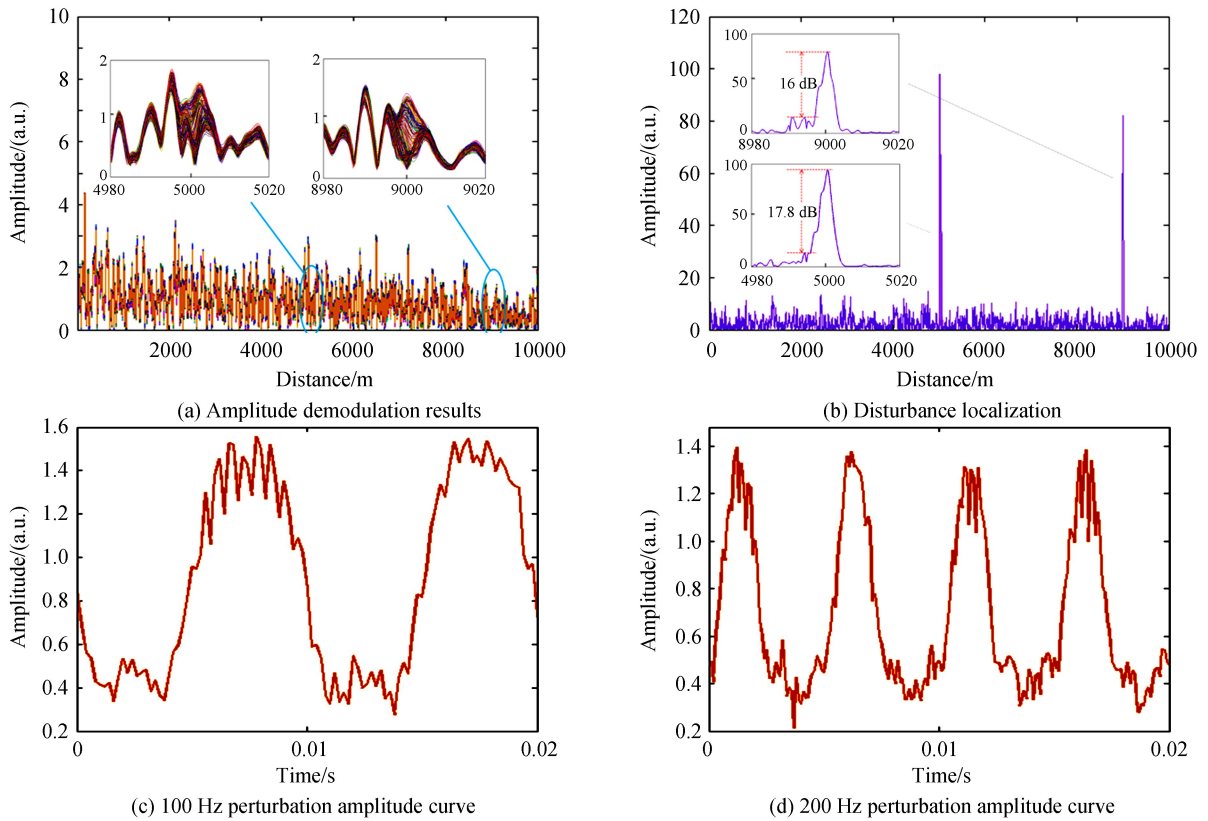 10
8
6
4
2
0
Amplitude/(a.u.)
2
1
0
4980 5000 5020
2
1
0
8980 9000 9020
2000 4000 6000 8000 10000
Distance/m
(a) Amplitude demodulation results
120
100
80
60
40
20
0
Amplitude/(a.u.)
100
50
0
16 dB
8980 9000 9020
100
50
0
17.8 dB
4980 5000 5020
0 2000 4000 6000 8000 10000
Distance/m
(b) Disturbance localization
1.6
1.4
1.2
1.0
0.8
0.6
0.4
0.2
Amplitude/(a.u.)
0 0.01 0.02
Time/s
(c) 100 Hz perturbation amplitude curve
1.4
1.2
1.0
0.8
0.6
0.4
0.2
Amplitude/(a.u.)
0 0.01 0.02
Time/s
(d) 200 Hz perturbation amplitude curve